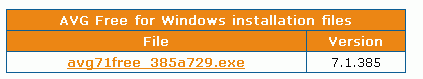 AVG Free for Windows installation files
File Version
avg71free_385a729.exe 7.1.385